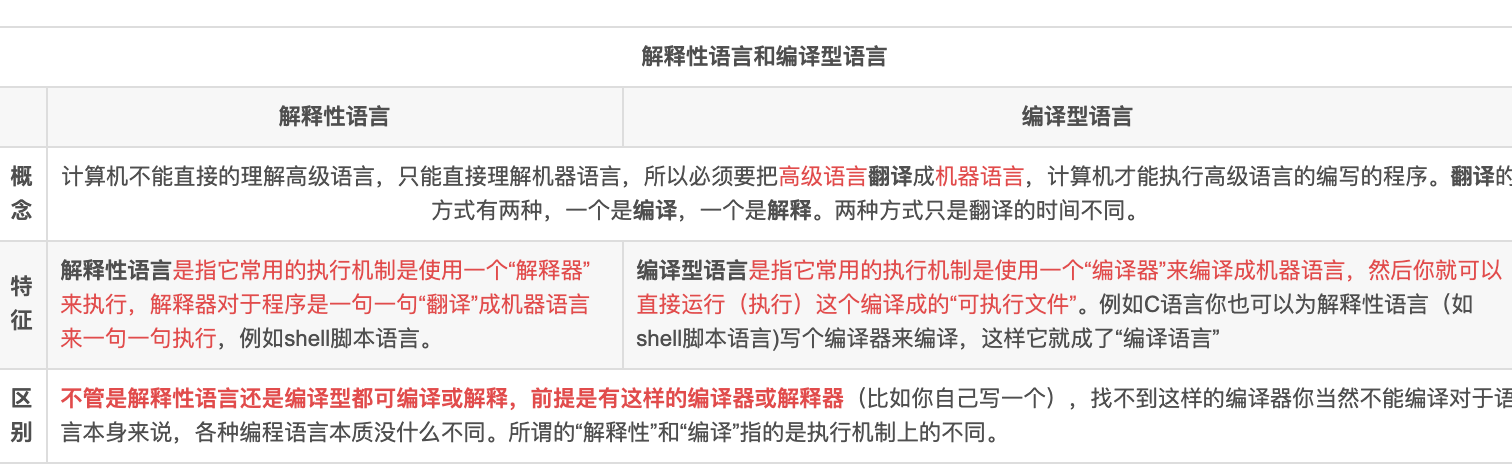 解释性语言和编译型语言
解释性语言
编译型语言
概念
计算机不能直接的理解高级语言，只能直接理解机器语言，所以必须要把高级语言翻译成机器语言，计算机才能执行高级语言的编写的程序。翻译的
方式有两种，一个是编译，一个是解释。两种方式只是翻译的时间不同。
特征
解释性语言是指它常用的执行机制是使用一个“解释器”
来执行，解释器对于程序是一句一句“翻译”成机器语言
来一句一句执行，例如shell脚本语言。
编译型语言是指它常用的执行机制是使用一个“编译器”来编译成机器语言，然后你就可以
直接运行（执行）这个编译成的“可执行文件”。例如C语言你也可以为解释性语言（如
shell脚本语言)写个编译器来编译，这样它就成了“编译语言”
区别
不管是解释性语言还是编译型都可编译或解释，前提是有这样的编译器或解释器（比如你自己写一个），找不到这样的编译器你当然不能编译对于语
言本身来说，各种编程语言本质没什么不同。所谓的“解释性”和“编译”指的是执行机制上的不同。